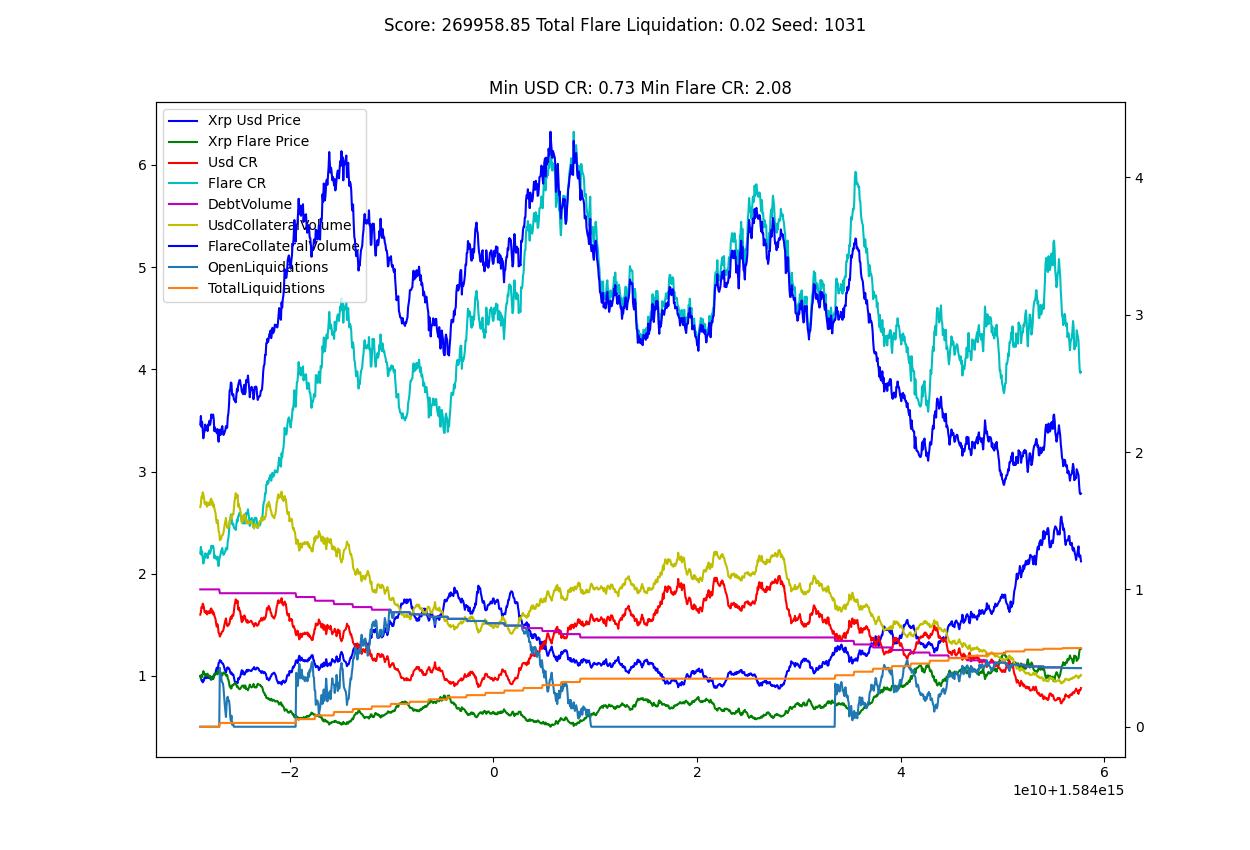 Score: 269958.85 Total Flare Liquidation: 0.02 Seed: 1031
Min USD CR: 0.73 Min Flare CR: 2.08
Xrp Usd Price
Xrp Flare Price
Usd CR
Flare CR
DebtVolume
UsdCollateralVolume
FlareCollateralVolume
OpenLiquidations
TotalLiquidations
6
5
4
3
2
1
4
3
2
1
0
−2
0
2
4
6
1e10+1.584e15